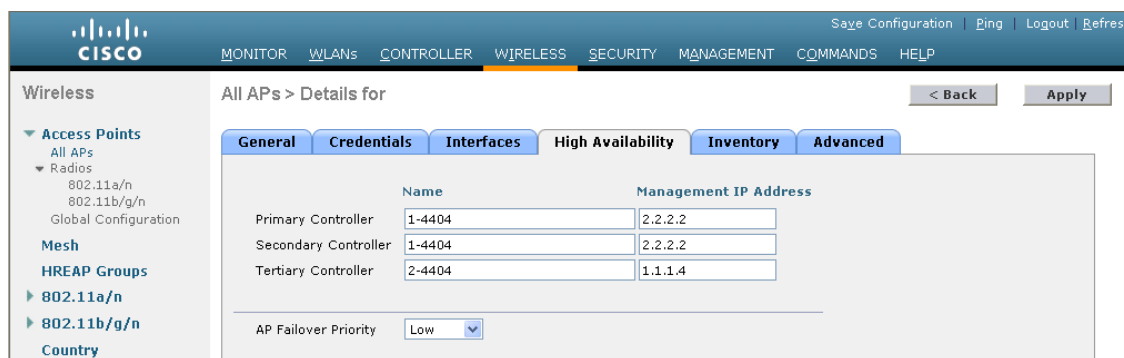 Save Configuration | Ping | Logout | Refres
CISCO
MONITOR WLANs CONTROLLER WIRELESS SECURITY MANAGEMENT COMMANDS HELP
Wireless
All APs > Details for
< Back
Apply
Access Points
All APs
Radios
802.11a/n
802.11b/g/n
Global Configuration
Mesh
HREAP Groups
802.11a/n
802.11b/g/n
Country
General Credentials Interfaces High Availability Inventory Advanced
Name Management IP Address
Primary Controller 1-4404 2.2.2.2
Secondary Controller 1-4404 2.2.2.2
Tertiary Controller 2-4404 1.1.1.4
AP Failover Priority Low